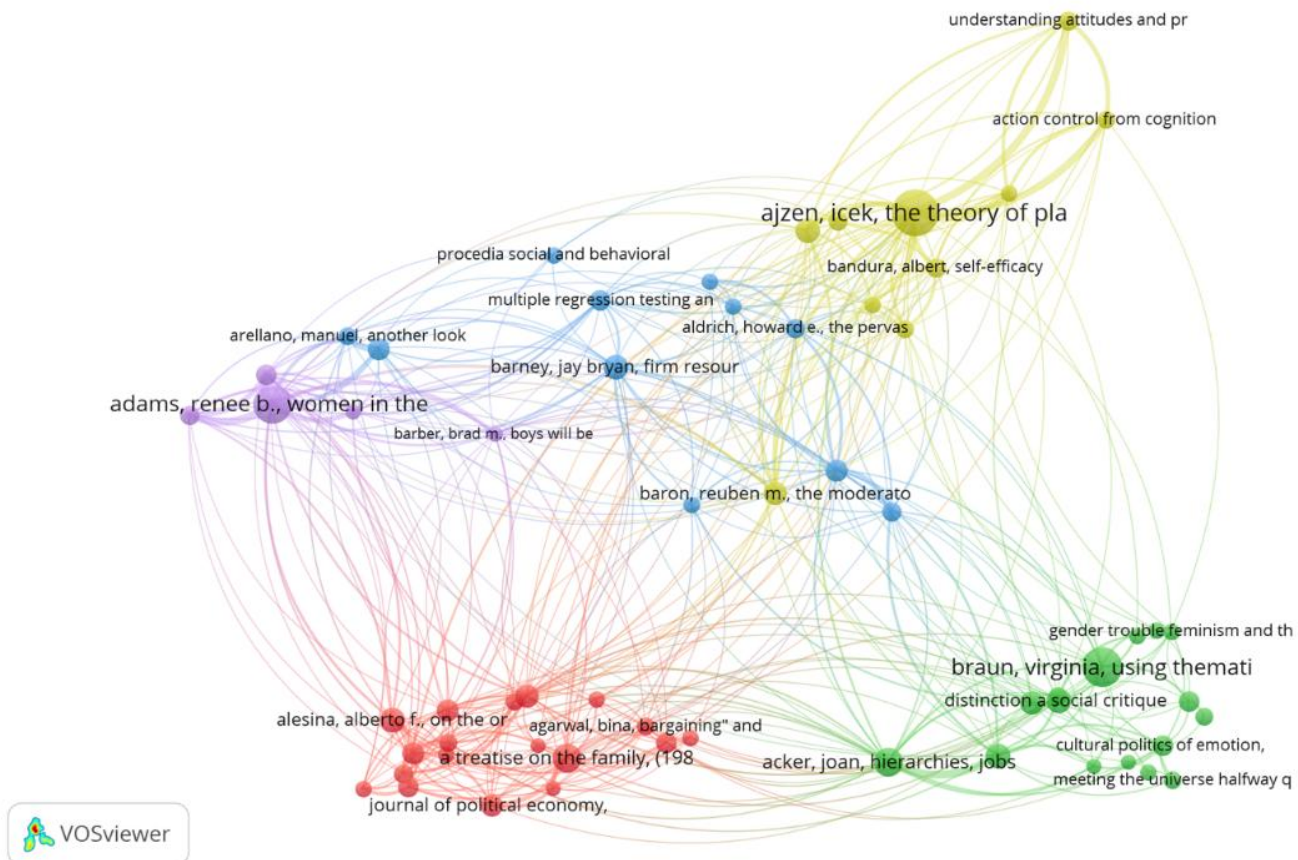 understanding attitudes and pr
action control from cognition
ajzen, icek, the theory of pla
procedia social and behavioral
bandura, albert, self-efficacy
multiple regression testing an
aldrich, howard e., the pervas
arellano, manuel, another look
barney, jay bryan, firm resour
adams, renee b., women in the
barber, brad m., boys will be
baron, reuben m., the moderato
gender trouble feminism and th
braun, virginia, using themati
distinction a social critique
alesina, alberto f., on the or
agarwal, bina, bargaining" and
cultural politics of emotion,
a treatise on the family, (198
acker, joan, hierarchies, jobs
meeting the universe halfway q
journal of political economy,
VOSviewer